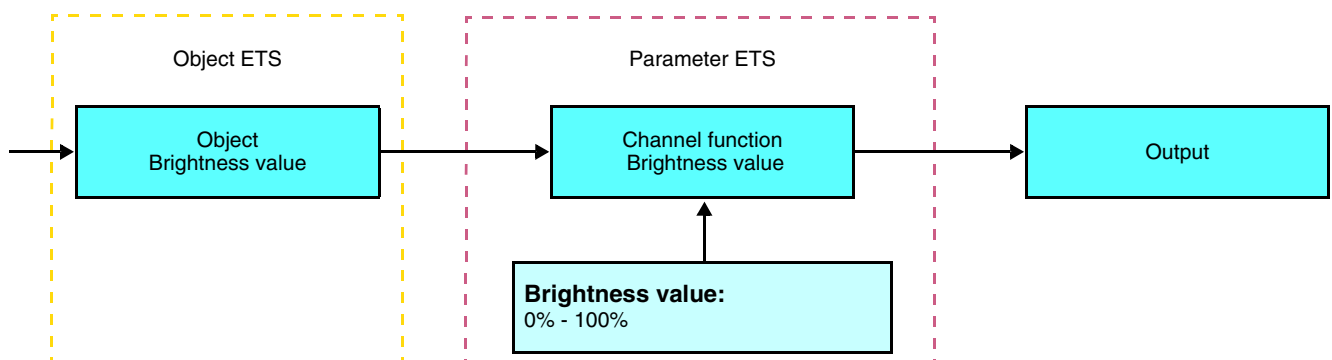 Object ETS
Parameter ETS
Object
Brightness value
Channel function
Brightness value
Output
Brightness value:
0% - 100%